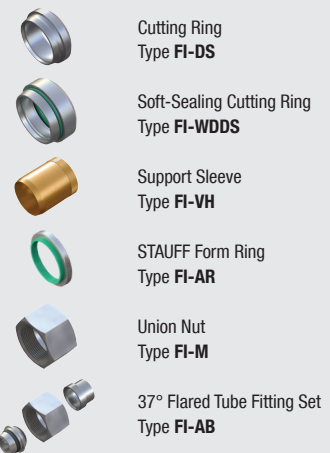 Cutting Ring
Type FI-DS
Soft-Sealing Cutting Ring
Type FI-WDDS
Support Sleeve
Type FI-VH
STAUFF Form Ring
Type FI-AR
Union Nut
Type FI-M
37° Flared Tube Fitting Set
Type FI-AB